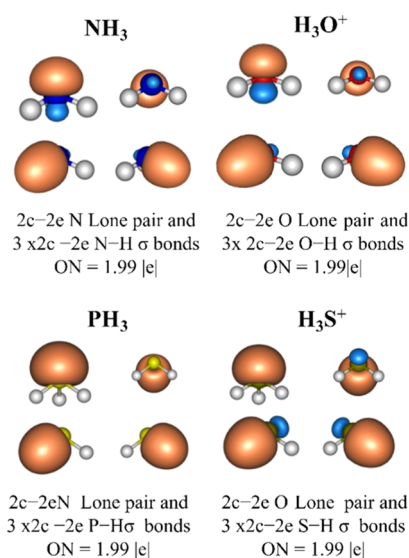 NH₃
H₃O⁺
2c−2e N Lone pair and
3 x2c −2e N−H σ bonds
ON = 1.99 |e|
2c−2e O Lone pair and
3x 2c−2e O−H σ bonds
ON = 1.99|e|
PH₃
H₃S⁺
2c−2eN Lone pair and
3 x2c −2e P−Hσ bonds
ON = 1.99 |e|
2c−2e O Lone pair and
3 x2c−2e S−H σ bonds
ON = 1.99 |e|